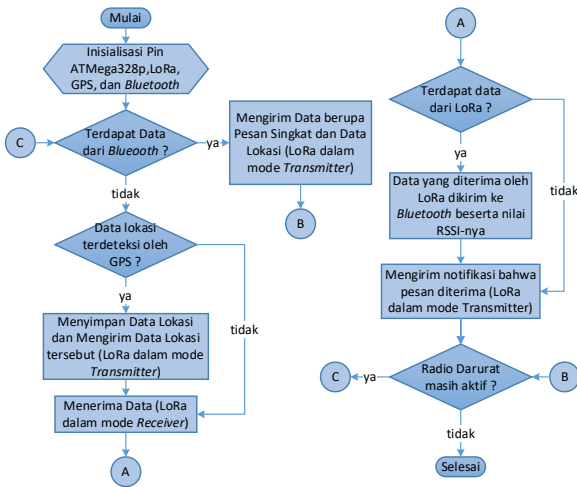 Mulai
Inisialisasi Pin
ATMega328p,LoRa,
GPS, dan Bluetooth
C
Terdapat Data
dari Blueooth ?
ya
Mengirim Data berupa
Pesan Singkat dan Data
Lokasi (LoRa dalam
mode Transmitter)
B
tidak
Data lokasi
terdeteksi oleh
GPS ?
ya
tidak
Menyimpan Data Lokasi
dan Mengirim Data Lokasi
tersebut (LoRa dalam mode
Transmitter)
Menerima Data (LoRa
dalam mode Receiver)
A
A
Terdapat data
dari LoRa ?
ya
tidak
Data yang diterima oleh
LoRa dikirim ke
Bluetooth beserta nilai
RSSI-nya
Mengirim notifikasi bahwa
pesan diterima (LoRa
dalam mode Transmitter)
C
ya
Radio Darurat
masih aktif ?
B
tidak
Selesai